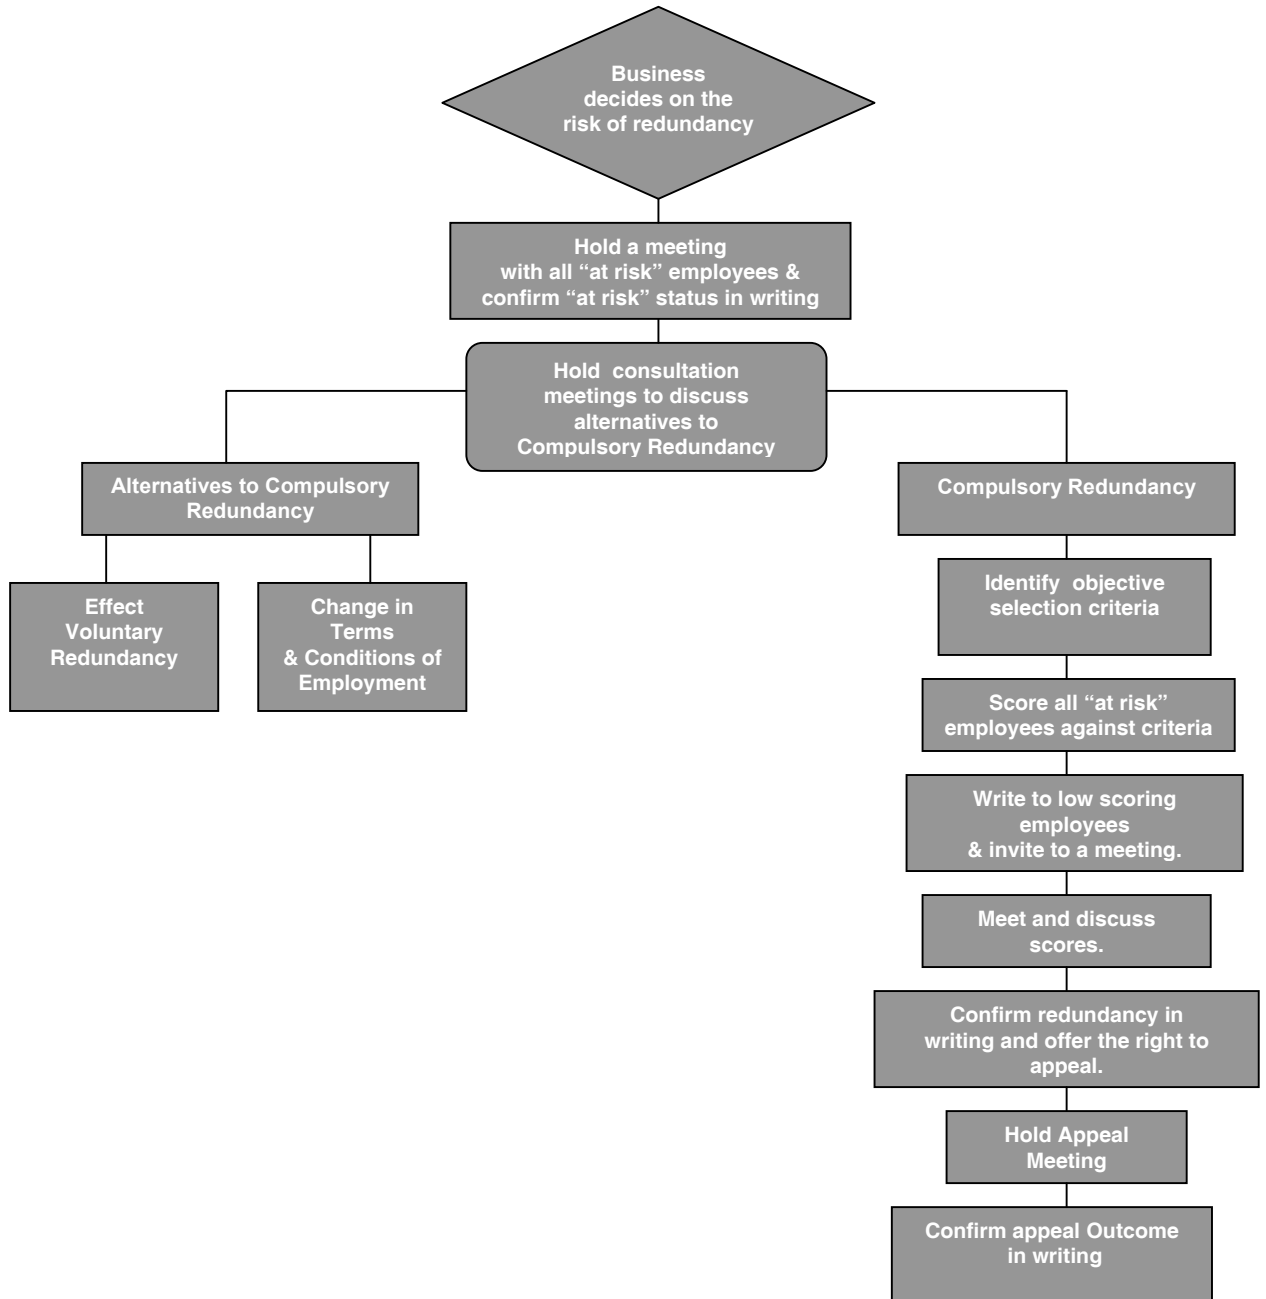 Business
decides on the
risk of redundancy
Hold a meeting
with all “at risk” employees &
confirm “at risk” status in writing
Hold consultation
meetings to discuss
alternatives to
Compulsory Redundancy
Alternatives to Compulsory
Redundancy
Effect
Voluntary
Redundancy
Change in
Terms
& Conditions of
Employment
Compulsory Redundancy
Identify objective
selection criteria
Score all “at risk”
employees against criteria
Write to low scoring
employees
& invite to a meeting.
Meet and discuss
scores.
Confirm redundancy in
writing and offer the right to
appeal.
Hold Appeal
Meeting
Confirm appeal Outcome
in writing